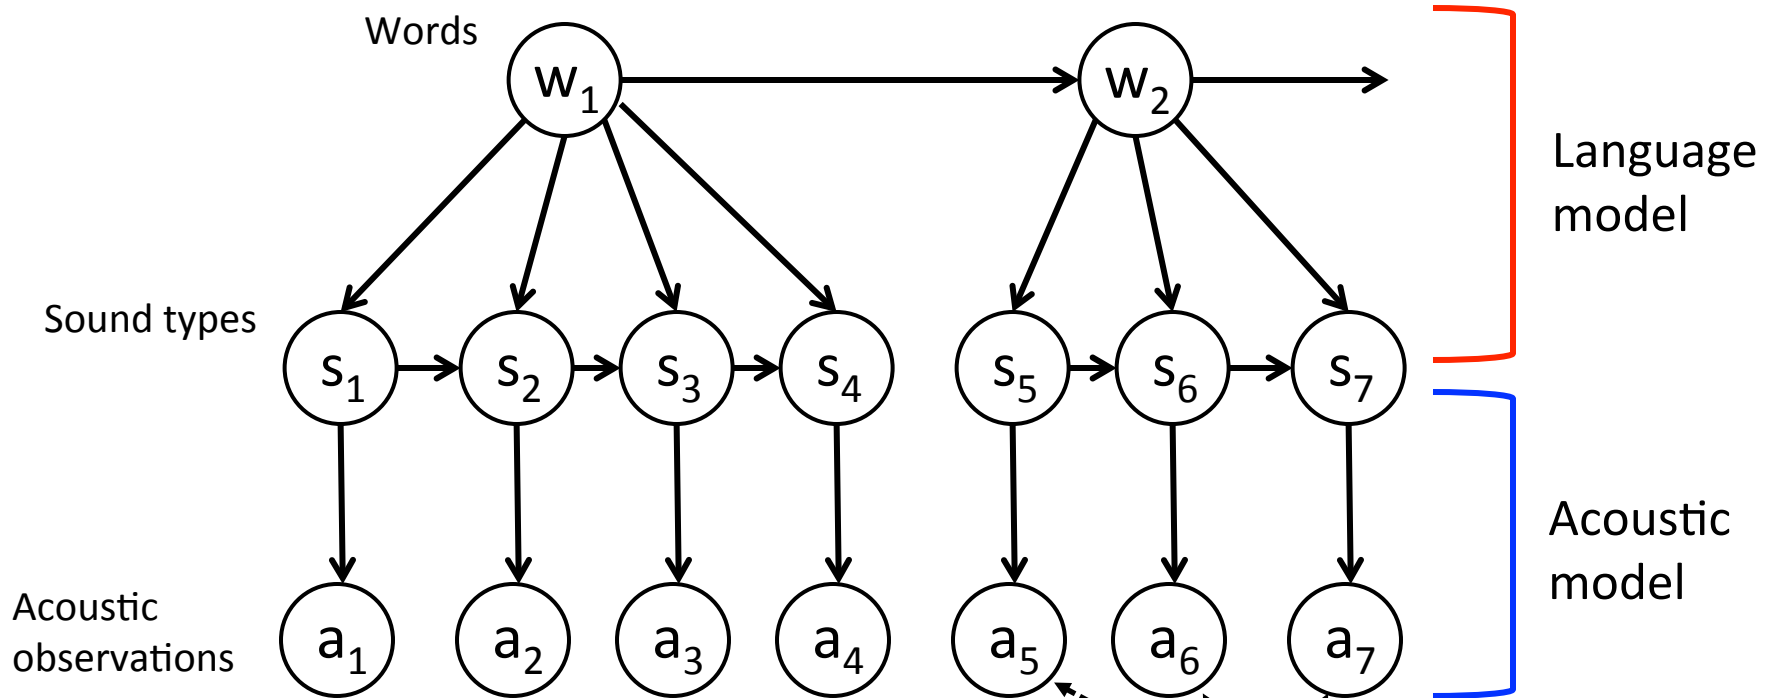 Words
w1
w2
Language
model
Sound types
s1
s2
s3
s4
s5
s6
s7
Acoustic
model
Acoustic
observations
a1
a2
a3
a4
a5
a6
a7